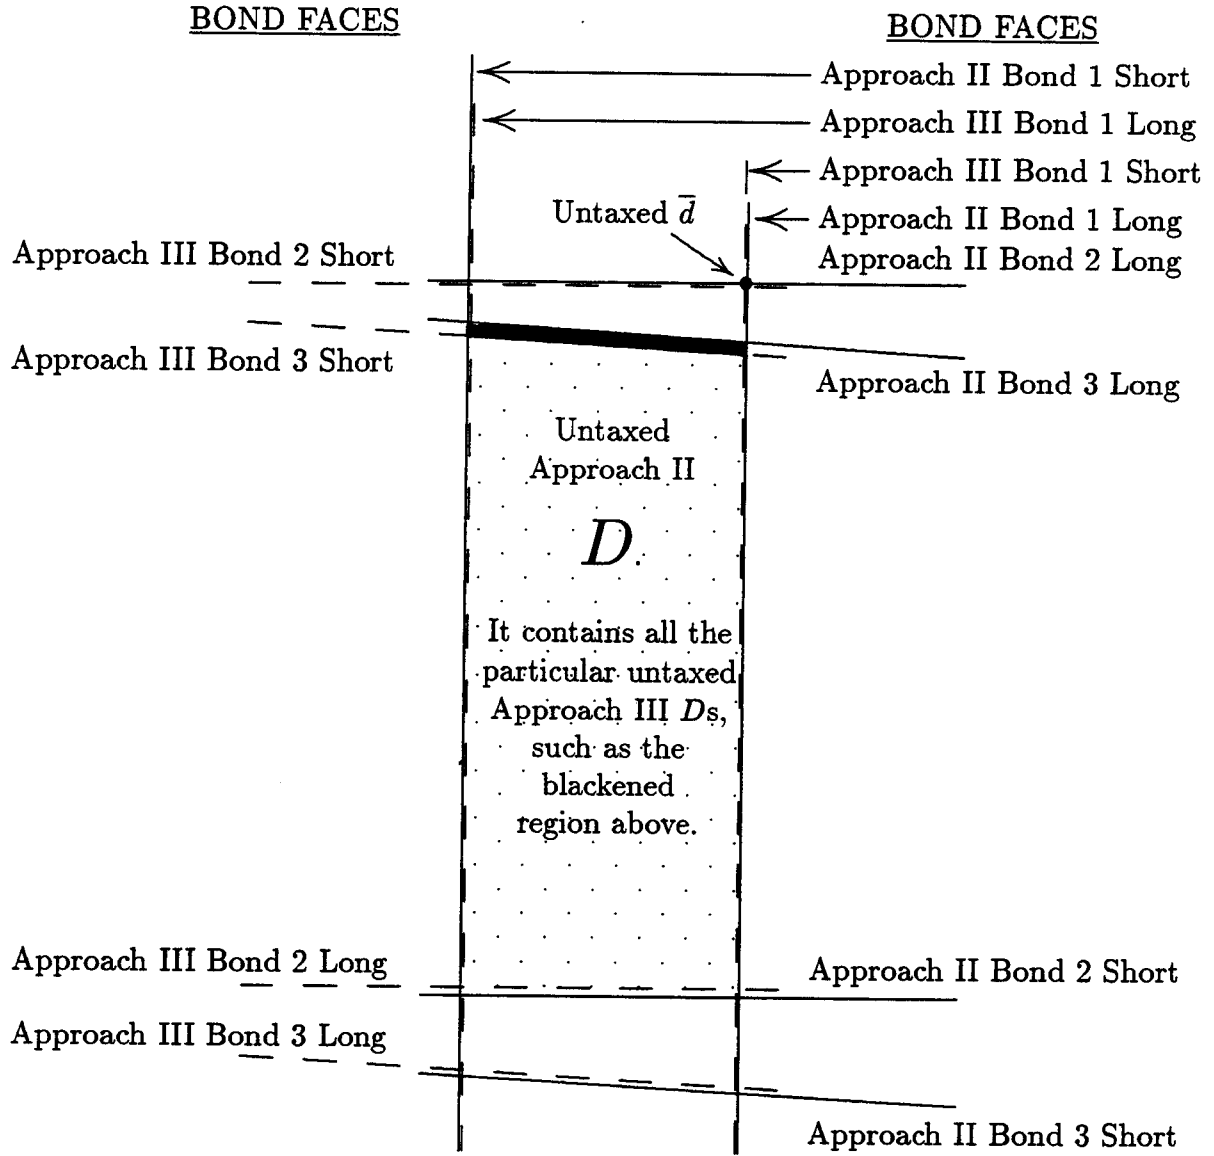 BOND FACES
BOND FACES
Approach II Bond 1 Short
Approach III Bond 1 Long
Approach III Bond 1 Short
Untaxed d̅
Approach II Bond 1 Long
Approach III Bond 2 Short
Approach II Bond 2 Long
Approach III Bond 3 Short
Approach II Bond 3 Long
Untaxed
Approach II
D
It contains all the
particular untaxed
Approach III Ds,
such as the
blackened
region above.
Approach III Bond 2 Long
Approach II Bond 2 Short
Approach III Bond 3 Long
Approach II Bond 3 Short